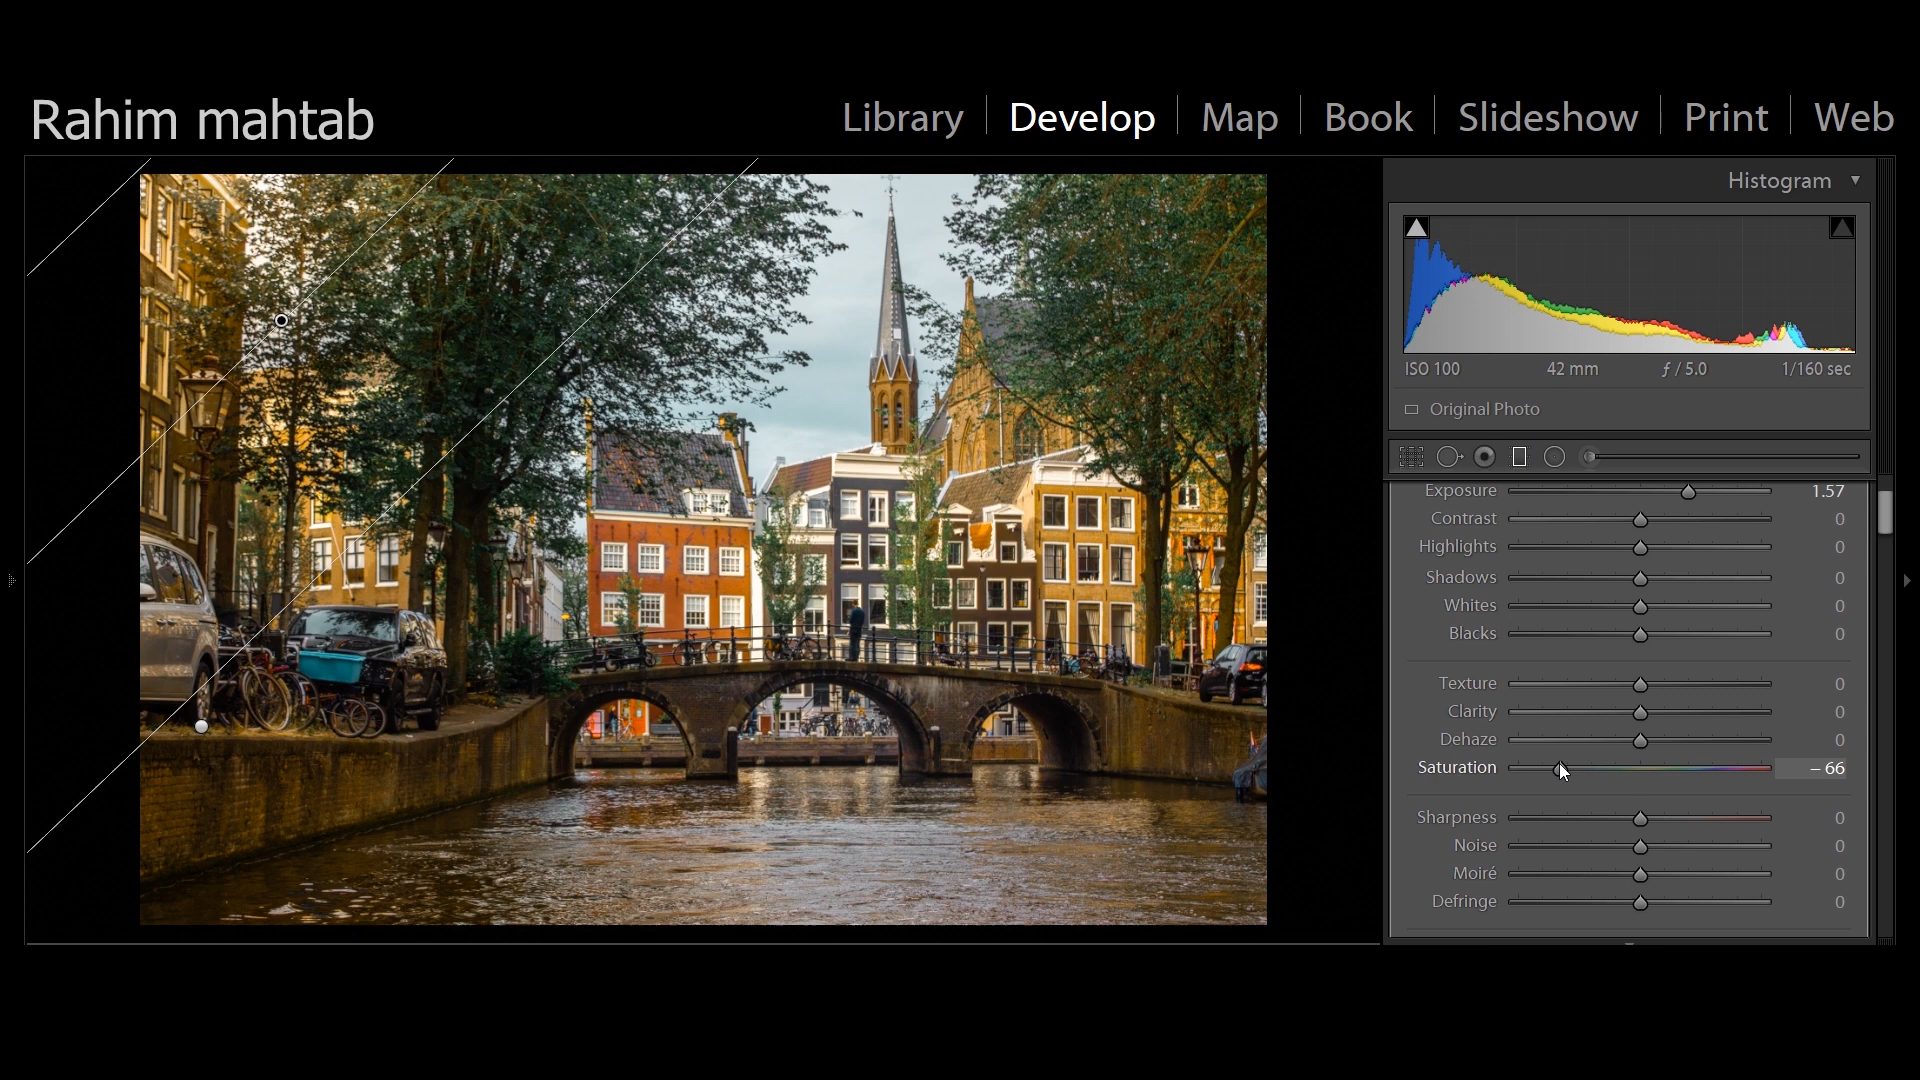 Rahim mahtab
Library Develop Map Book Slideshow Print Web
Histogram
ISO 100 42 mm ƒ / 5.0 1/160 sec
Original Photo
Exposure 1.57
Contrast 0
Highlights 0
Shadows 0
Whites 0
Blacks 0
Texture 0
Clarity 0
Dehaze 0
Saturation – 66
Sharpness 0
Noise 0
Moiré 0
Defringe 0